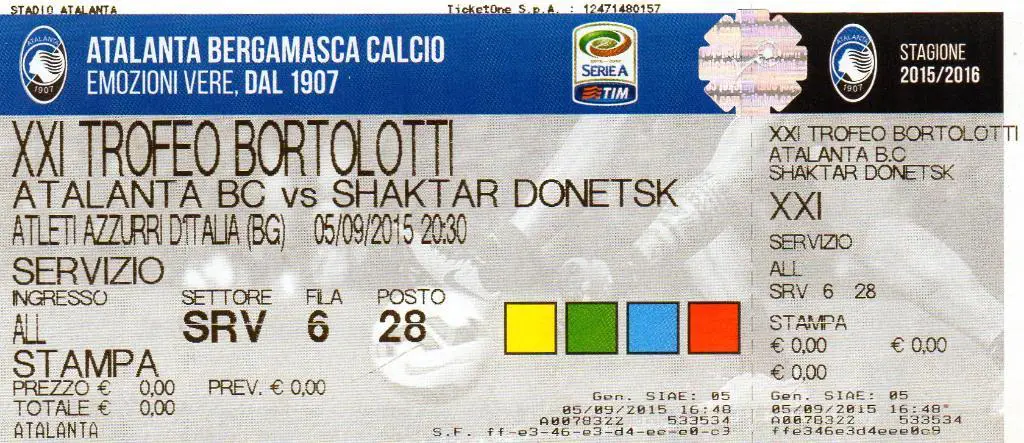 STADIO ATALANTA
TicketOne S.p.A. : 12471480157
ATALANTA BERGAMASCA CALCIO
EMOZIONI VERE, DAL 1907
ATALANTA
1907
SERIE A
TIM
ATALANTA
1907
STAGIONE
2015/2016
XXI TROFEO BORTOLOTTI
ATALANTA BC vs SHAKTAR DONETSK
ATLETI AZZURRI D'ITALIA (BG) 05/09/2015 20:30
SERVIZIO
INGRESSO SETTORE FILA POSTO
ALL SRV 6 28
STAMPA
PREZZO € 0,00 PREV. € 0,00
TOTALE € 0,00
ATALANTA
Gen. SIAE: 05
05/09/2015 16:48
A0078322 533534
S.F. ff-e3-46-e3-d4-ee-e0-c9
XXI TROFEO BORTOLOTTI
ATALANTA B.C
SHAKTAR DONETSK
XXI
SERVIZIO
ALL
SRV 6 28
STAMPA
€ 0,00 € 0,00
€ 0,00
Gen. SIAE: 05
05/09/2015 16:48
A0078322 533534
ffe346e3d4eee0c9